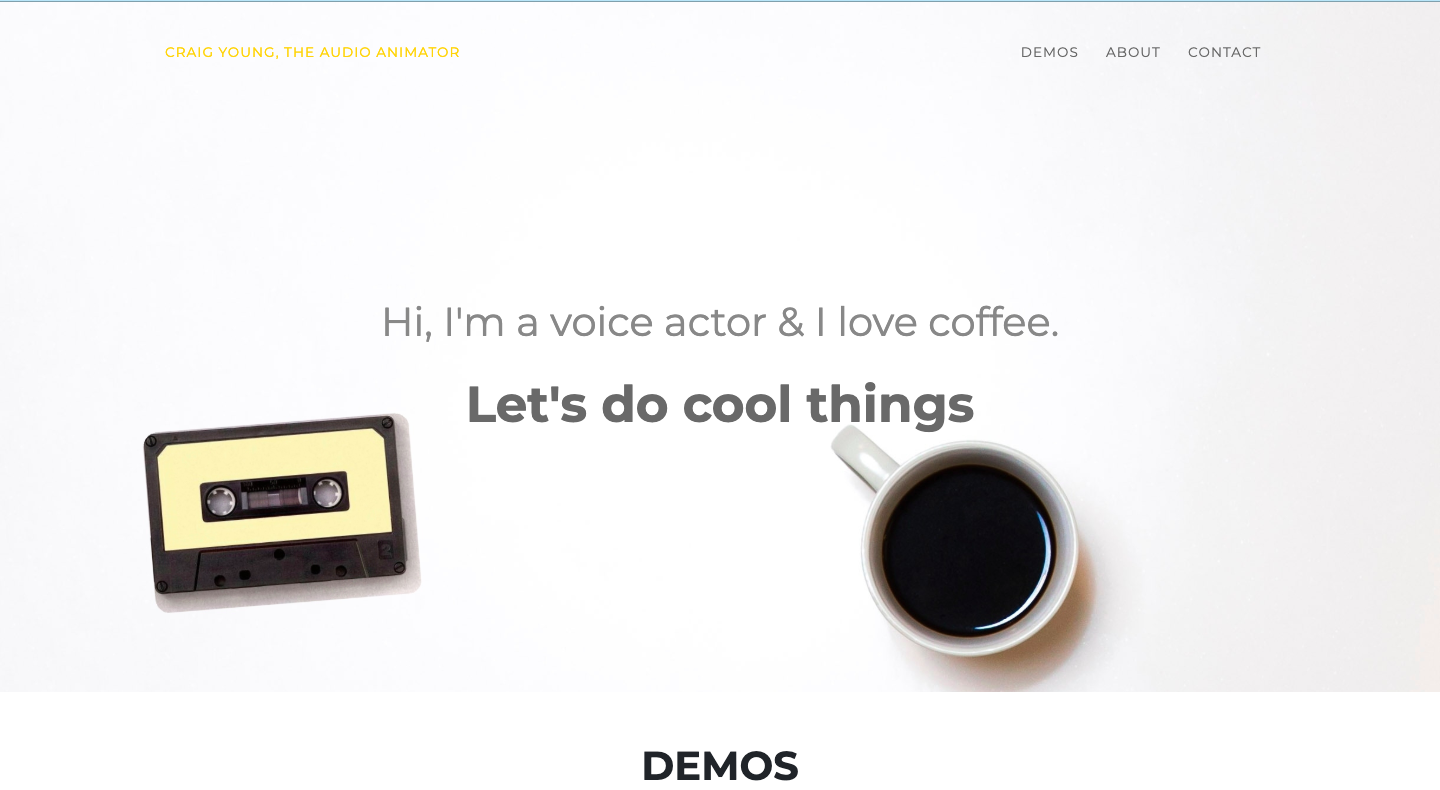 CRAIG YOUNG, THE AUDIO ANIMATOR
DEMOS ABOUT CONTACT
Hi, I'm a voice actor & I love coffee.
Let's do cool things
2
DEMOS